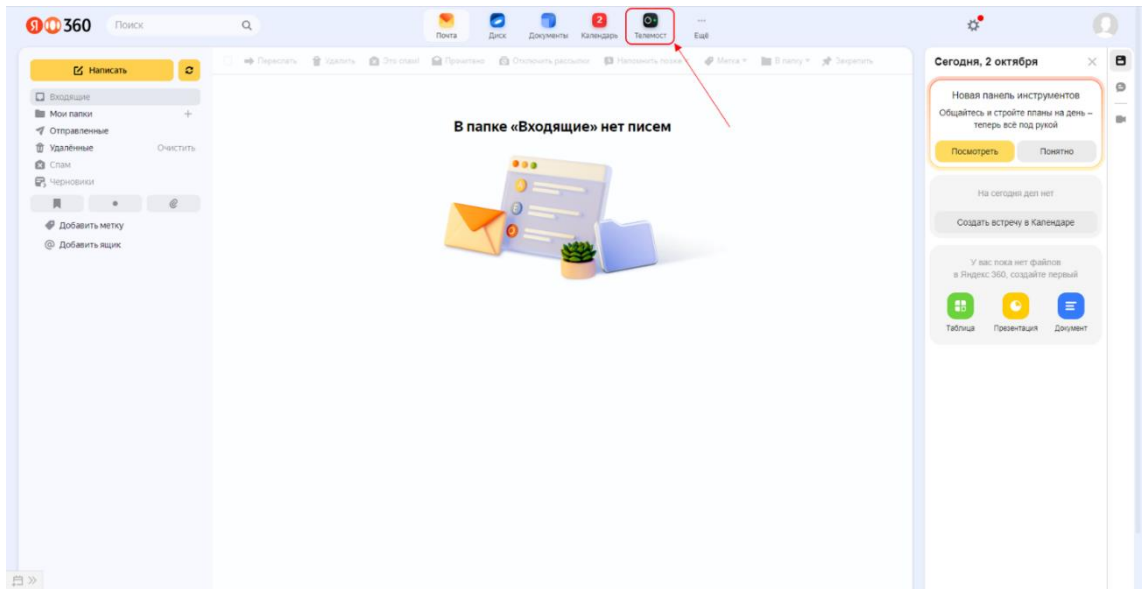 Я 360
Поиск
Почта
Диск
Документы
2
Календарь
Телемост
Ещё
Написать
Входящие
Мои папки
Отправленные
Удалённые Очистить
Спам
Черновики
Добавить метку
Добавить ящик
Переслать Удалить Это спам! Прочитано Отключить рассылки Напомнить позже Метка В папку Закрепить
В папке «Входящие» нет писем
Сегодня, 2 октября
Новая панель инструментов
Общайтесь и стройте планы на день –
теперь всё под рукой
Посмотреть Понятно
На сегодня дел нет
Создать встречу в Календаре
У вас пока нет файлов
в Яндекс 360, создайте первый
Таблица Презентация Документ